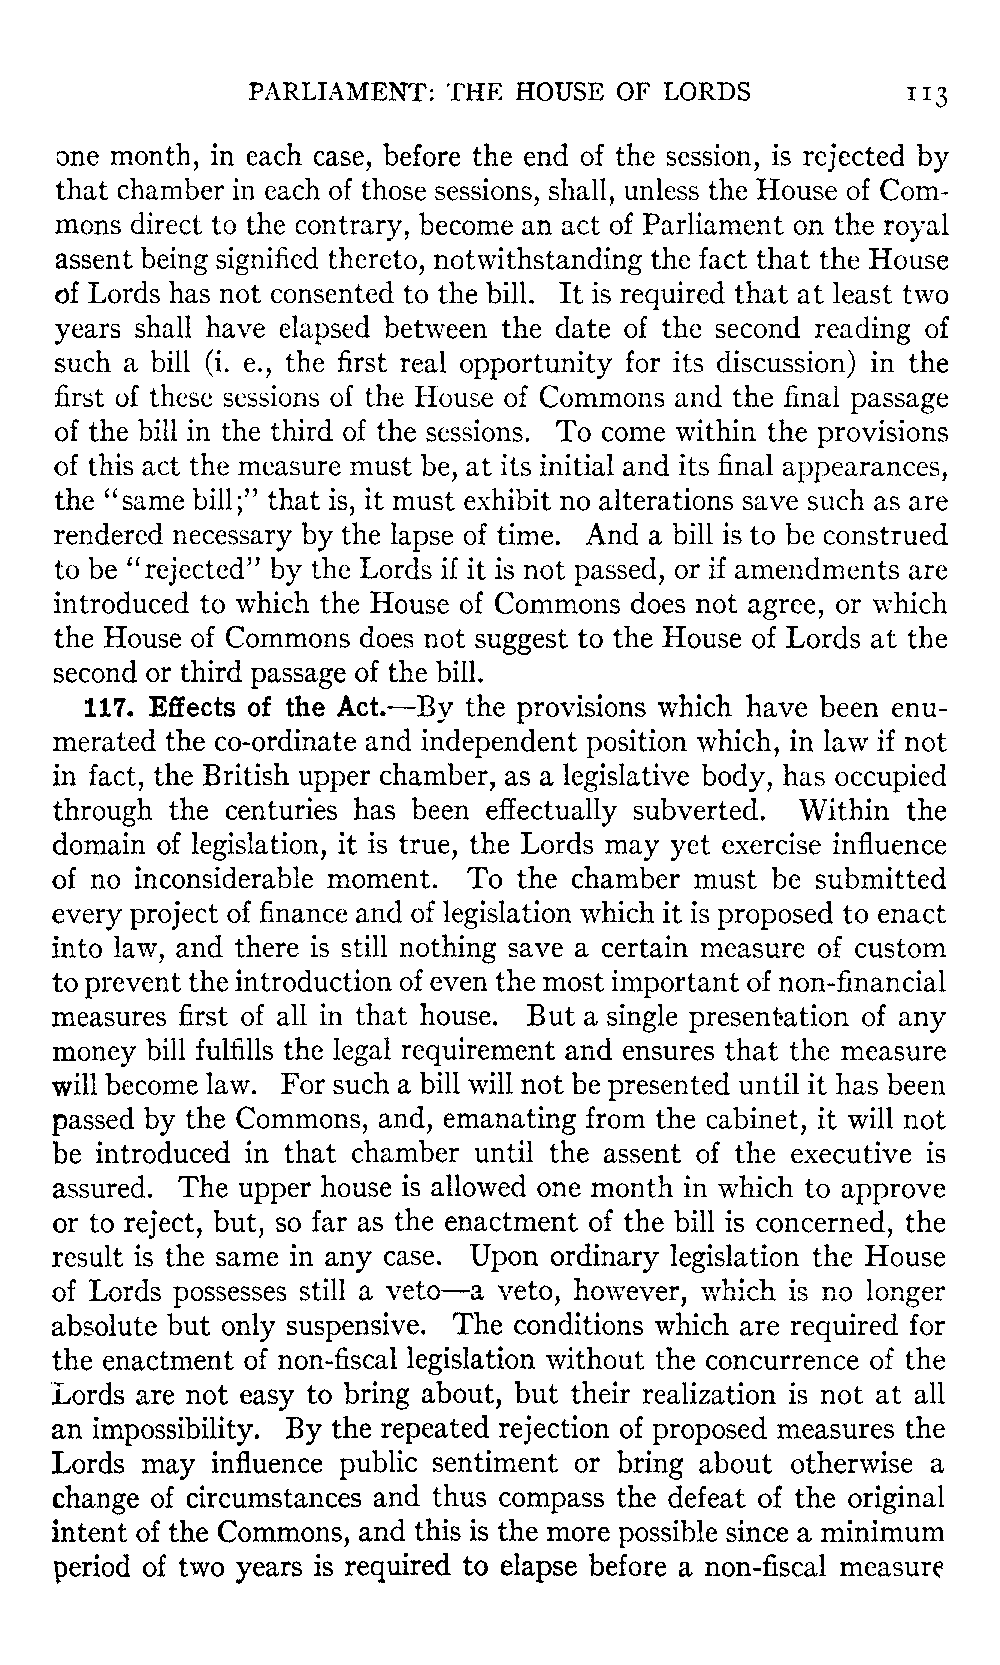 PARLIAMENT: THE HOUSE OF LORDS 113
one month, in each case, before the end of the session, is rejected by
that chamber in each of those sessions, shall, unless the House of Com-
mons direct to the contrary, become an act of Parliament on the royal
assent being signified thereto, notwithstanding the fact that the House
of Lords has not consented to the bill. It is required that at least two
years shall have elapsed between the date of the second reading of
such a bill (i. e., the first real opportunity for its discussion) in the
first of these sessions of the House of Commons and the final passage
of the bill in the third of the sessions. To come within the provisions
of this act the measure must be, at its initial and its final appearances,
the "same bill;" that is, it must exhibit no alterations save such as are
rendered necessary by the lapse of time. And a bill is to be construed
to be "rejected" by the Lords if it is not passed, or if amendments are
introduced to which the House of Commons does not agree, or which
the House of Commons does not suggest to the House of Lords at the
second or third passage of the bill.
117. Effects of the Act.—By the provisions which have been enu-
merated the co-ordinate and independent position which, in law if not
in fact, the British upper chamber, as a legislative body, has occupied
through the centuries has been effectually subverted. Within the
domain of legislation, it is true, the Lords may yet exercise influence
of no inconsiderable moment. To the chamber must be submitted
every project of finance and of legislation which it is proposed to enact
into law, and there is still nothing save a certain measure of custom
to prevent the introduction of even the most important of non-financial
measures first of all in that house. But a single presentation of any
money bill fulfills the legal requirement and ensures that the measure
will become law. For such a bill will not be presented until it has been
passed by the Commons, and, emanating from the cabinet, it will not
be introduced in that chamber until the assent of the executive is
assured. The upper house is allowed one month in which to approve
or to reject, but, so far as the enactment of the bill is concerned, the
result is the same in any case. Upon ordinary legislation the House
of Lords possesses still a veto—a veto, however, which is no longer
absolute but only suspensive. The conditions which are required for
the enactment of non-fiscal legislation without the concurrence of the
Lords are not easy to bring about, but their realization is not at all
an impossibility. By the repeated rejection of proposed measures the
Lords may influence public sentiment or bring about otherwise a
change of circumstances and thus compass the defeat of the original
intent of the Commons, and this is the more possible since a minimum
period of two years is required to elapse before a non-fiscal measure